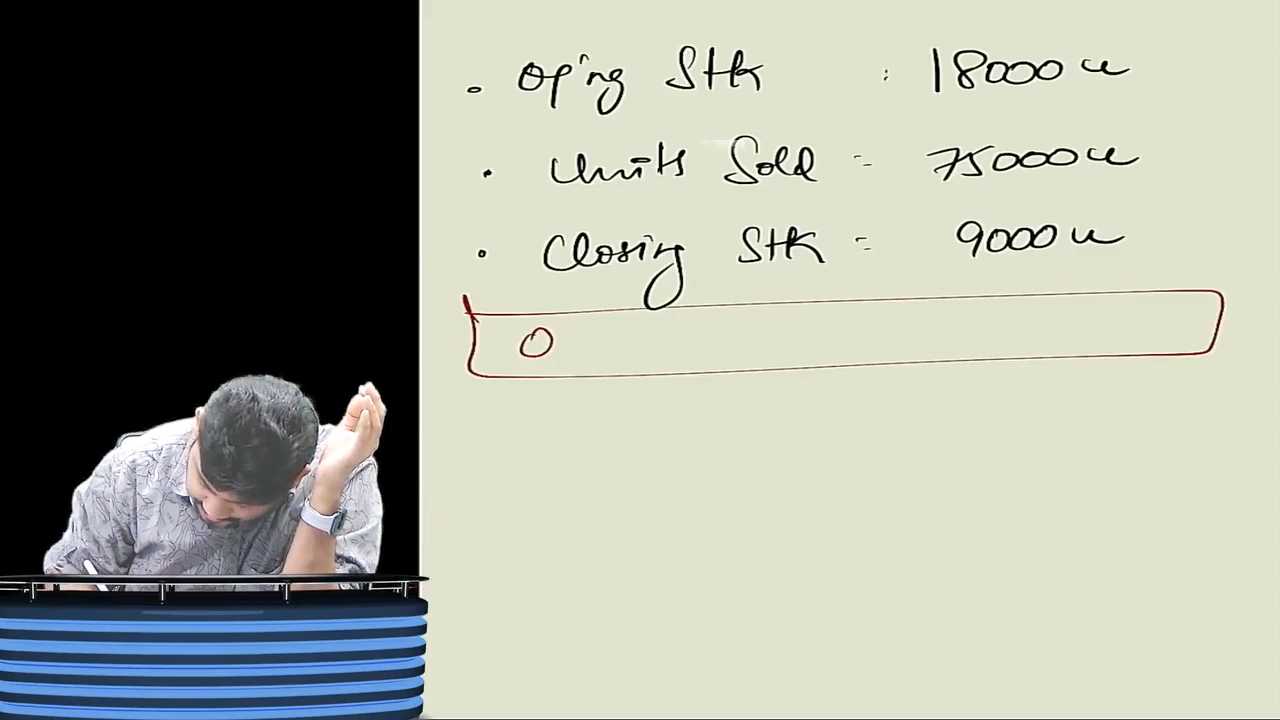 • Op'ng Stk : 18000 u
• Units Sold = 75000 u
• Closing Stk = 9000 u
O